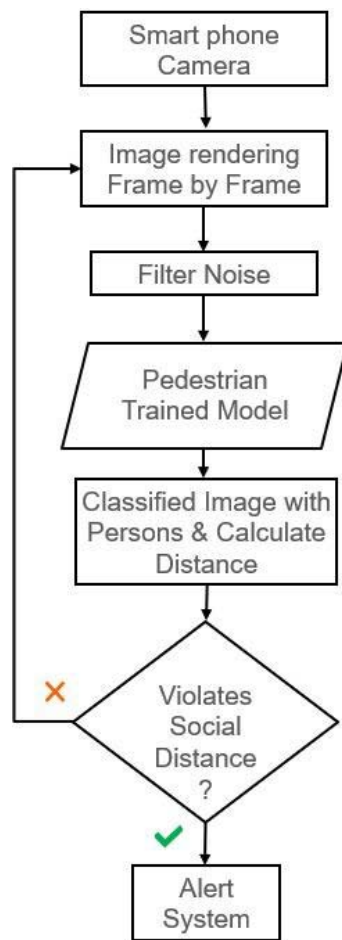 Smart phone
Camera
Image rendering
Frame by Frame
Filter Noise
Pedestrian
Trained Model
Classified Image with
Persons & Calculate
Distance
Violates
Social
Distance
?
Alert
System